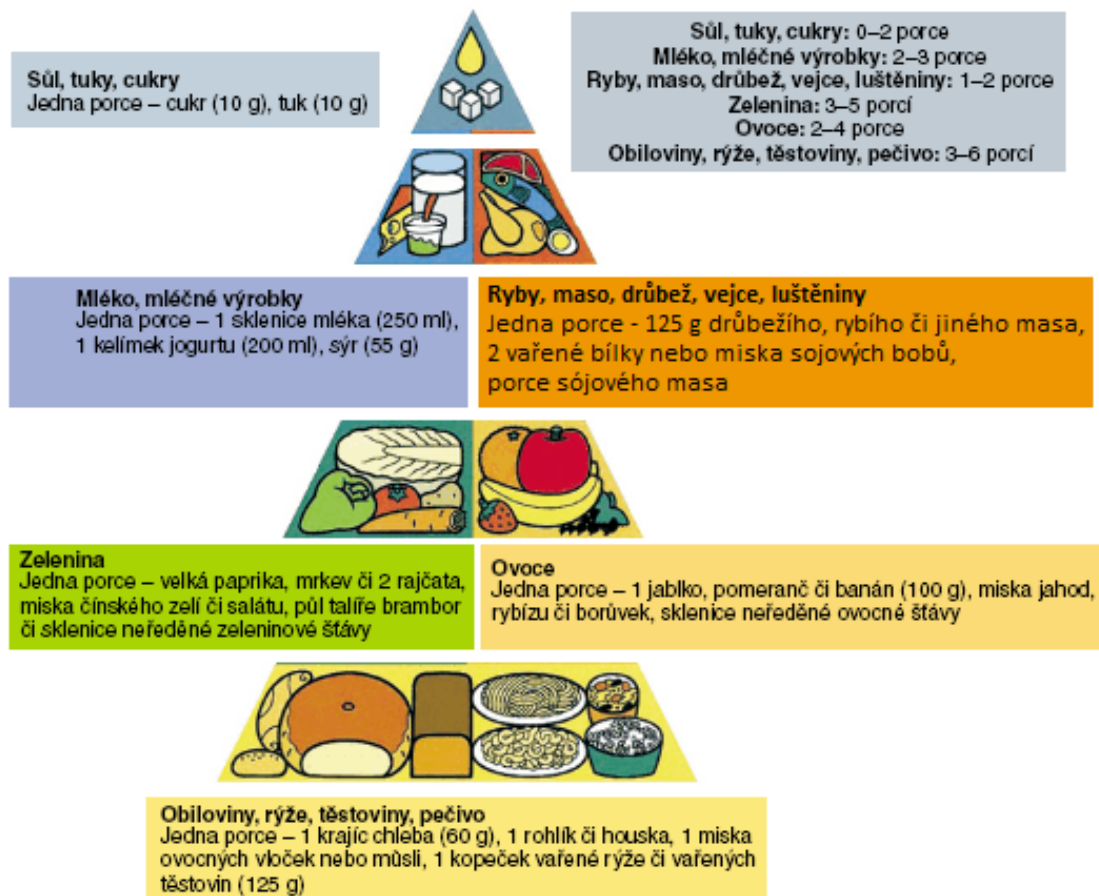 Sůl, tuky, cukry
Jedna porce – cukr (10 g), tuk (10 g)
Sůl, tuky, cukry: 0–2 porce
Mléko, mléčné výrobky: 2–3 porce
Ryby, maso, drůbež, vejce, luštěniny: 1–2 porce
Zelenina: 3–5 porcí
Ovoce: 2–4 porce
Obiloviny, rýže, těstoviny, pečivo: 3–6 porcí
Mléko, mléčné výrobky
Jedna porce – 1 sklenice mléka (250 ml),
1 kelímek jogurtu (200 ml), sýr (55 g)
Ryby, maso, drůbež, vejce, luštěniny
Jedna porce - 125 g drůbežího, rybího či jiného masa,
2 vařené bílky nebo miska sojových bobů,
porce sójového masa
Zelenina
Jedna porce – velká paprika, mrkev či 2 rajčata,
miska čínského zelí či salátu, půl talíře brambor
či sklenice neředěné zeleninové šťávy
Ovoce
Jedna porce – 1 jablko, pomeranč či banán (100 g), miska jahod,
rybízu či borůvek, sklenice neředěné ovocné šťávy
Obiloviny, rýže, těstoviny, pečivo
Jedna porce – 1 krajíc chleba (60 g), 1 rohlík či houska, 1 miska
ovocných vloček nebo müsli, 1 kopeček vařené rýže či vařených
těstovin (125 g)